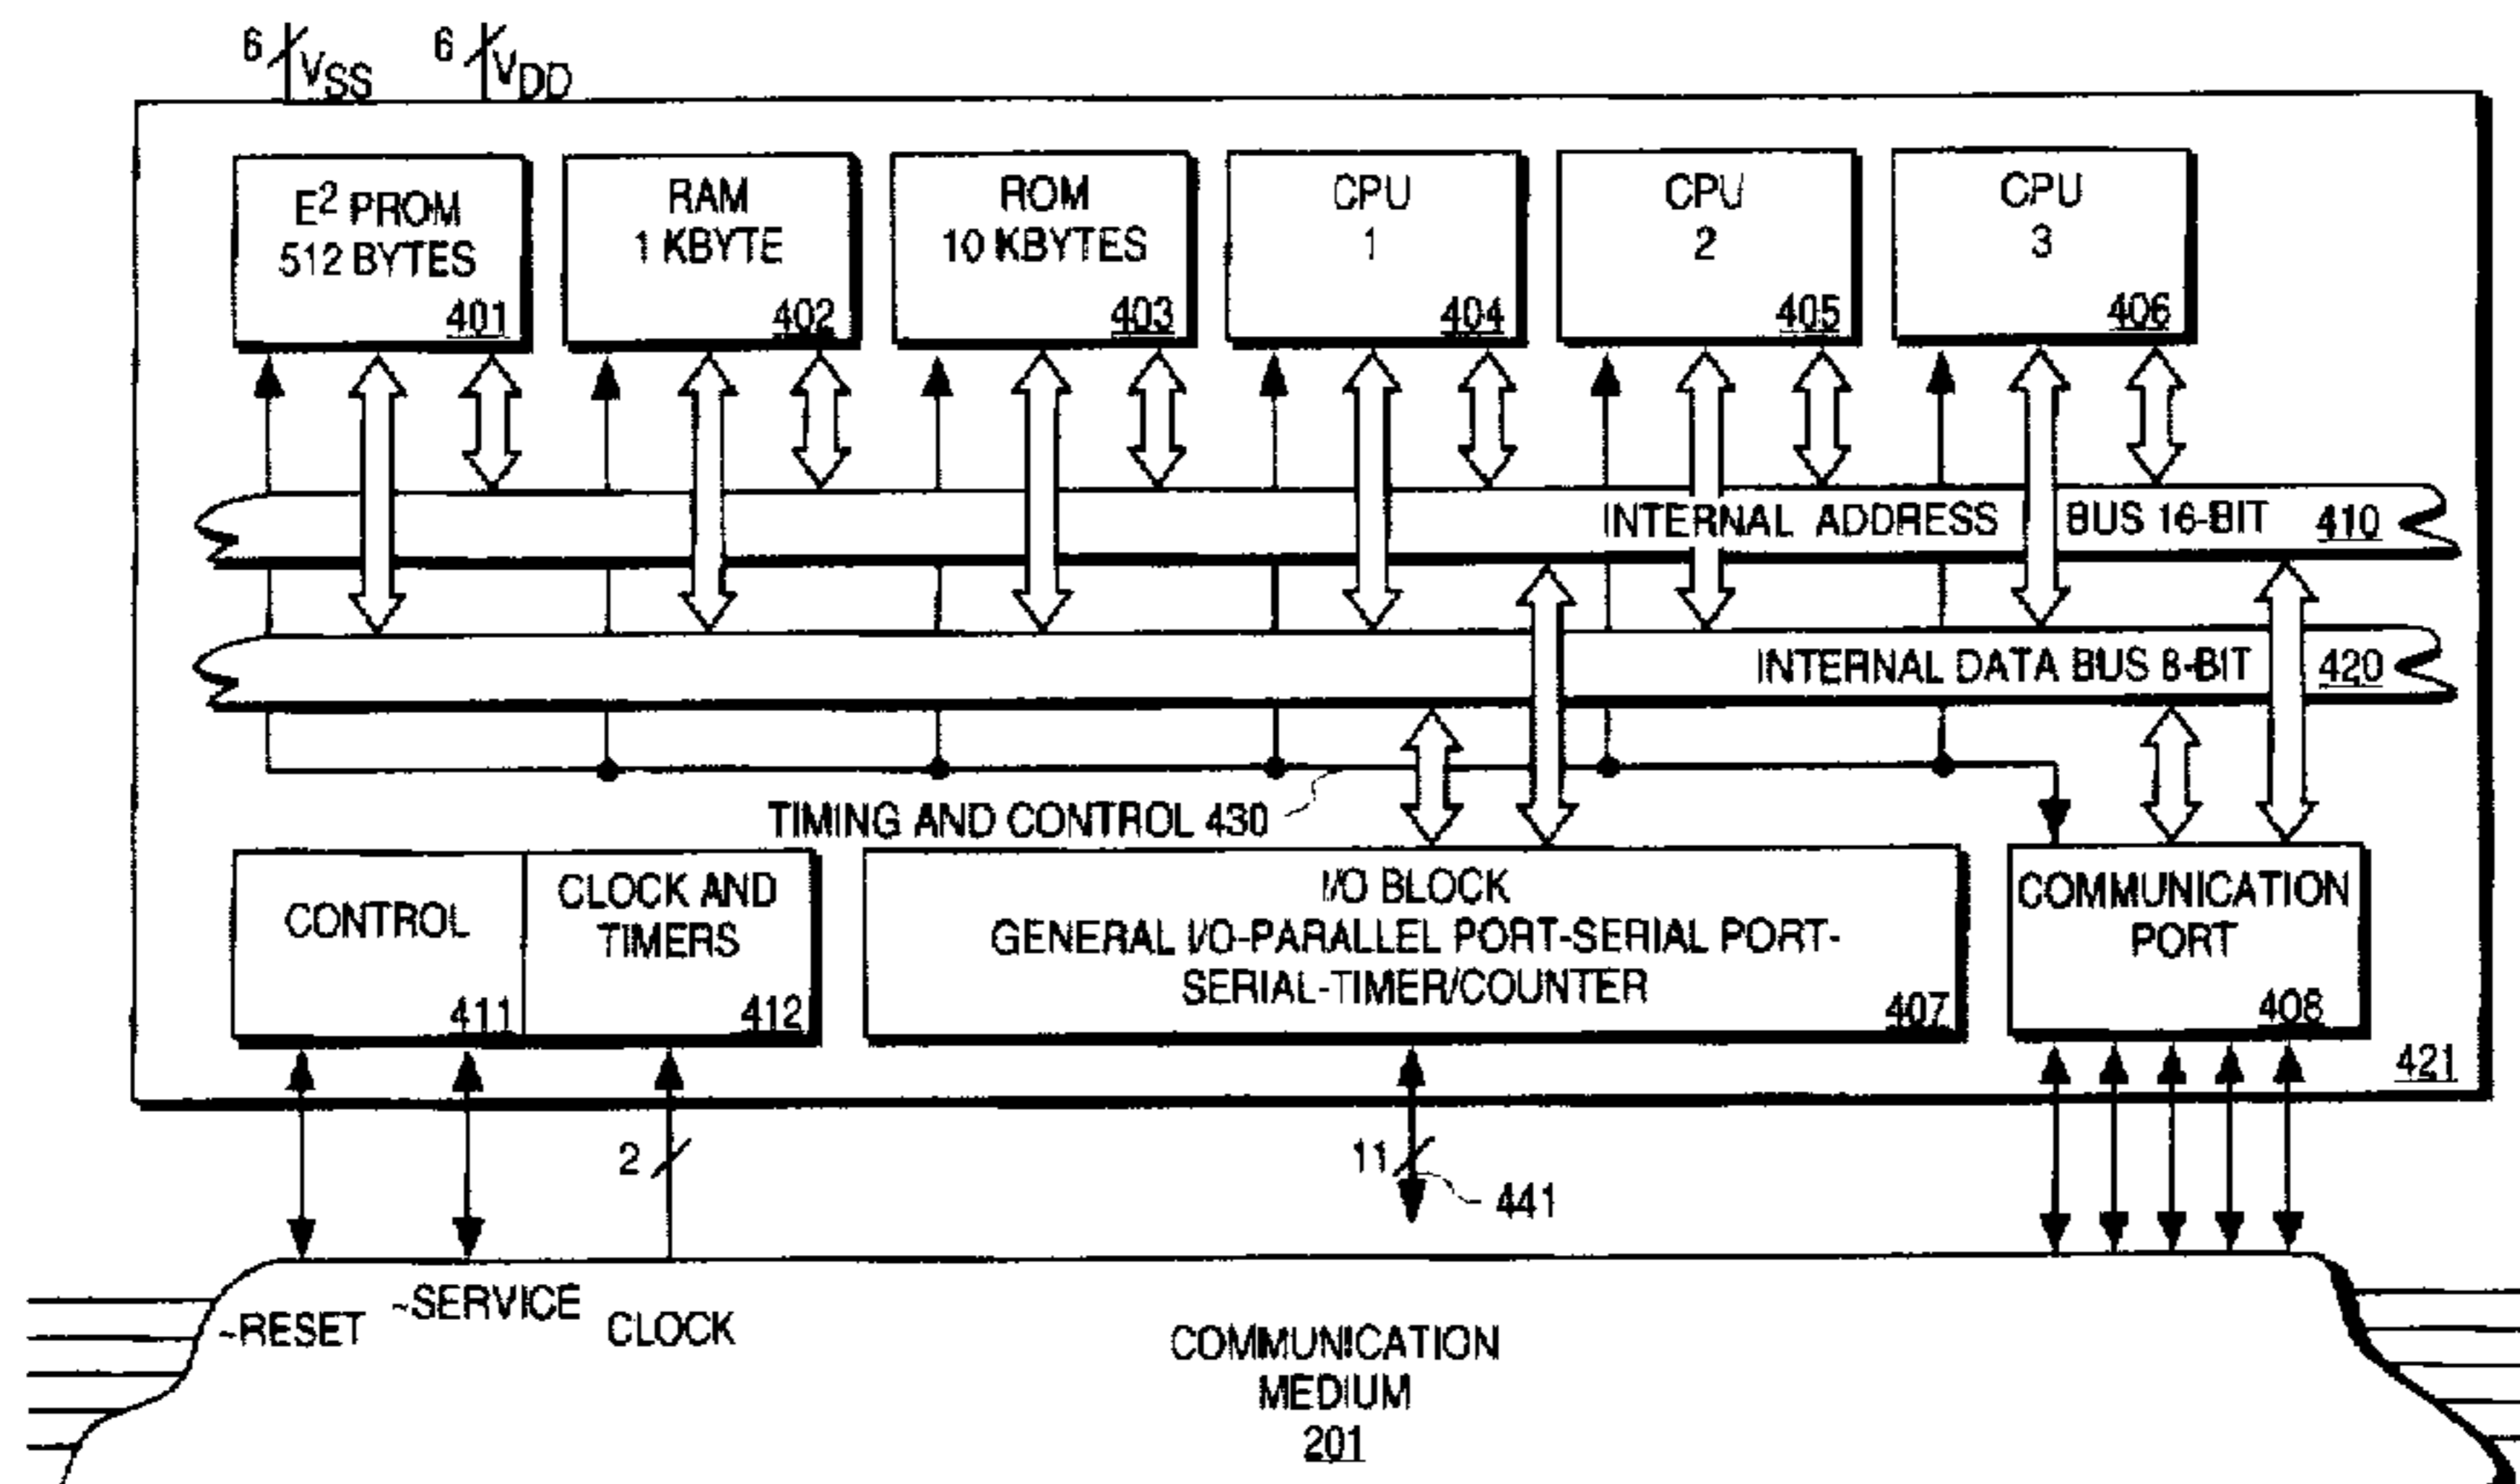 6 VSS 6 VDD
E2 PROM
512 BYTES
401
RAM
1 KBYTE
402
ROM
10 KBYTES
403
CPU
1
404
CPU
2
405
CPU
3
406
INTERNAL ADDRESS BUS 16-BIT 410
INTERNAL DATA BUS 8-BIT 420
TIMING AND CONTROL 430
CONTROL
411
CLOCK AND
TIMERS
412
I/O BLOCK
GENERAL I/O-PARALLEL PORT-SERIAL PORT-
SERIAL-TIMER/COUNTER
407
COMMUNICATION
PORT
408
421
2
11
441
~RESET
~SERVICE
CLOCK
COMMUNICATION
MEDIUM
201